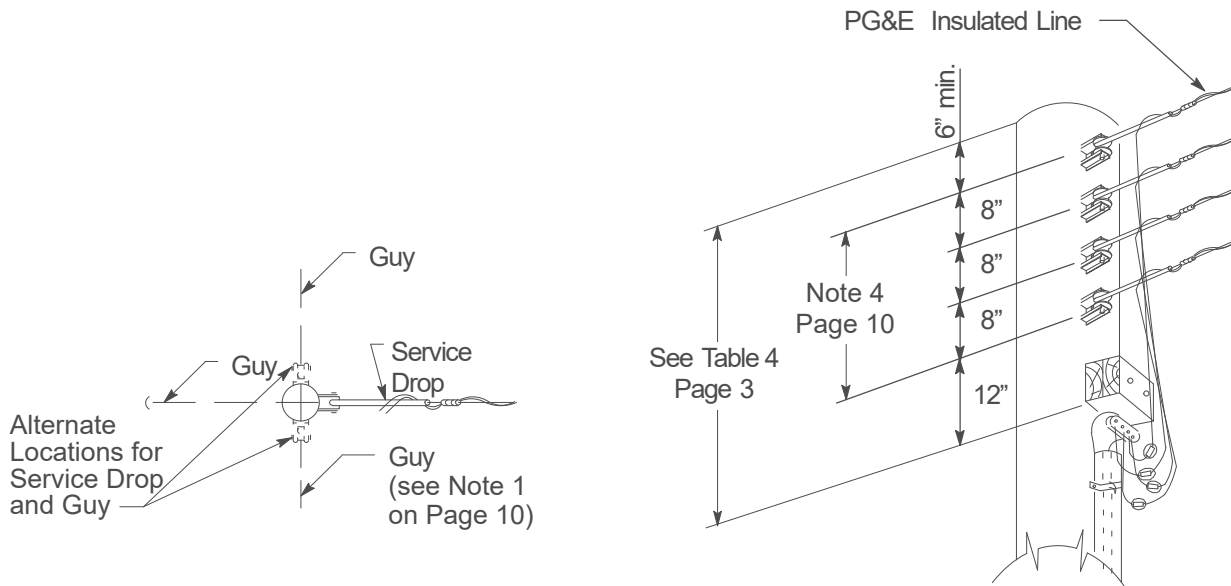 Guy
Guy
Service
Drop
Alternate
Locations for
Service Drop
and Guy
Guy
(see Note 1
on Page 10)
PG&E Insulated Line
6” min.
8”
8”
8”
12”
Note 4
Page 10
See Table 4
Page 3